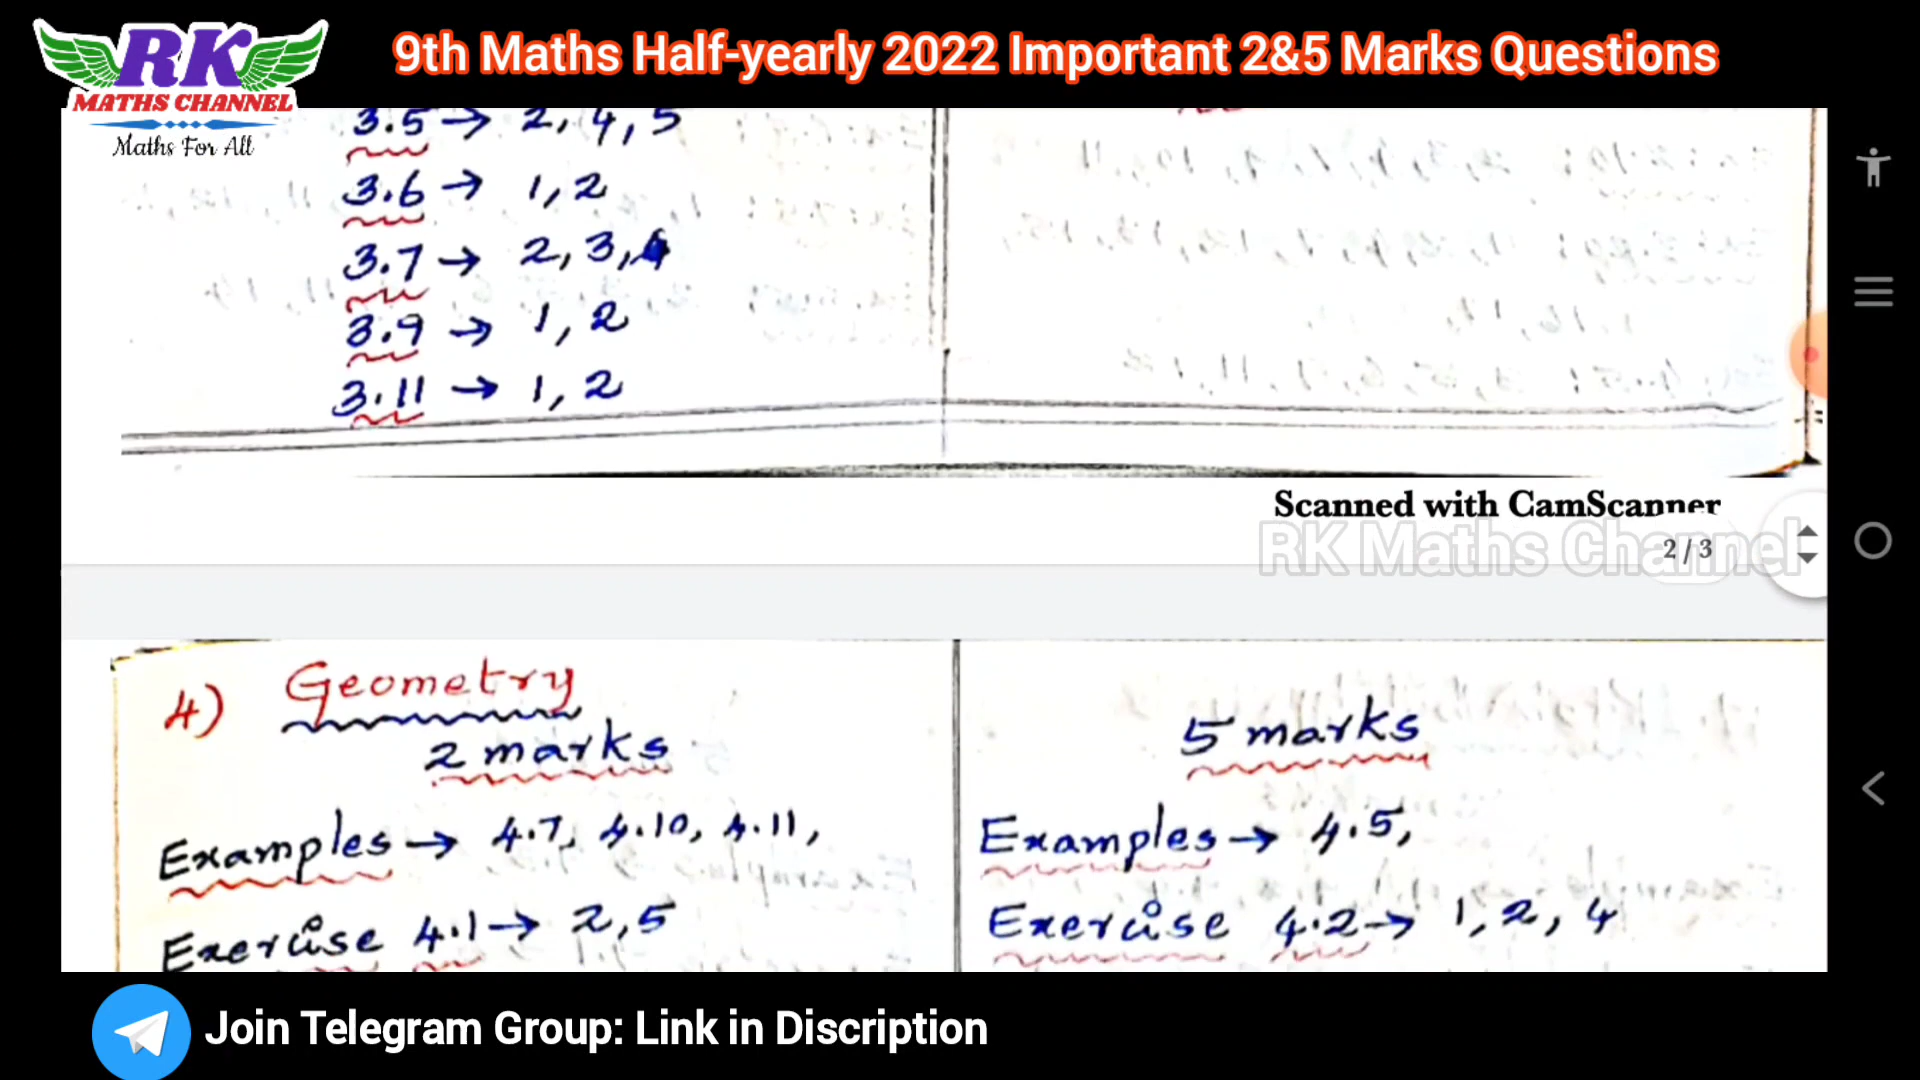 RK
MATHS CHANNEL
Maths For All
9th Maths Half-yearly 2022 Important 2&5 Marks Questions
3.5 → 2, 4, 5
3.6 → 1, 2
3.7 → 2, 3, 4
3.9 → 1, 2
3.11 → 1, 2
Scanned with CamScanner
RK Maths Channel
2 / 3
4) Geometry
2 marks
Examples → 4.7, 4.10, 4.11,
Exercise 4.1 → 2, 5
5 marks
Examples → 4.5,
Exercise 4.2 → 1, 2, 4
Join Telegram Group: Link in Discription